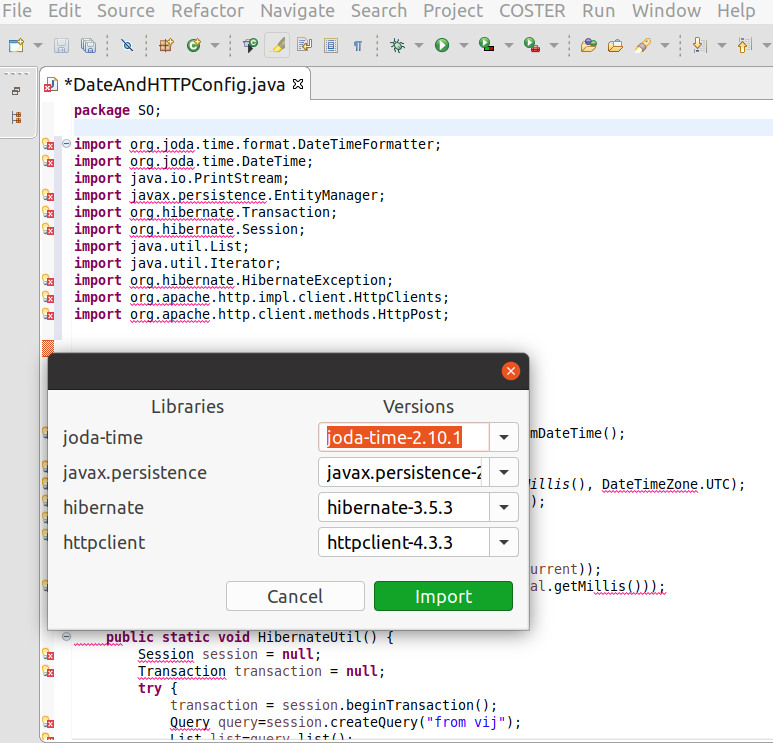 File Edit Source Refactor Navigate Search Project COSTER Run Window Help
*DateAndHTTPConfig.java
package SO;
import org.joda.time.format.DateTimeFormatter;
import org.joda.time.DateTime;
import java.io.PrintStream;
import javax.persistence.EntityManager;
import org.hibernate.Transaction;
import org.hibernate.Session;
import java.util.List;
import java.util.Iterator;
import org.hibernate.HibernateException;
import org.apache.http.impl.client.HttpClients;
import org.apache.http.client.methods.HttpPost;
Libraries Versions
mDateTime();
joda-time joda-time-2.10.1
javax.persistence javax.persistence-2
illis(), DateTimeZone.UTC);
);
hibernate hibernate-3.5.3
httpclient httpclient-4.3.3
urrent));
al.getMillis()));
Cancel Import
public static void HibernateUtil() {
Session session = null;
Transaction transaction = null;
try {
transaction = session.beginTransaction();
Query query=session.createQuery("from vij");
List list=query.list();